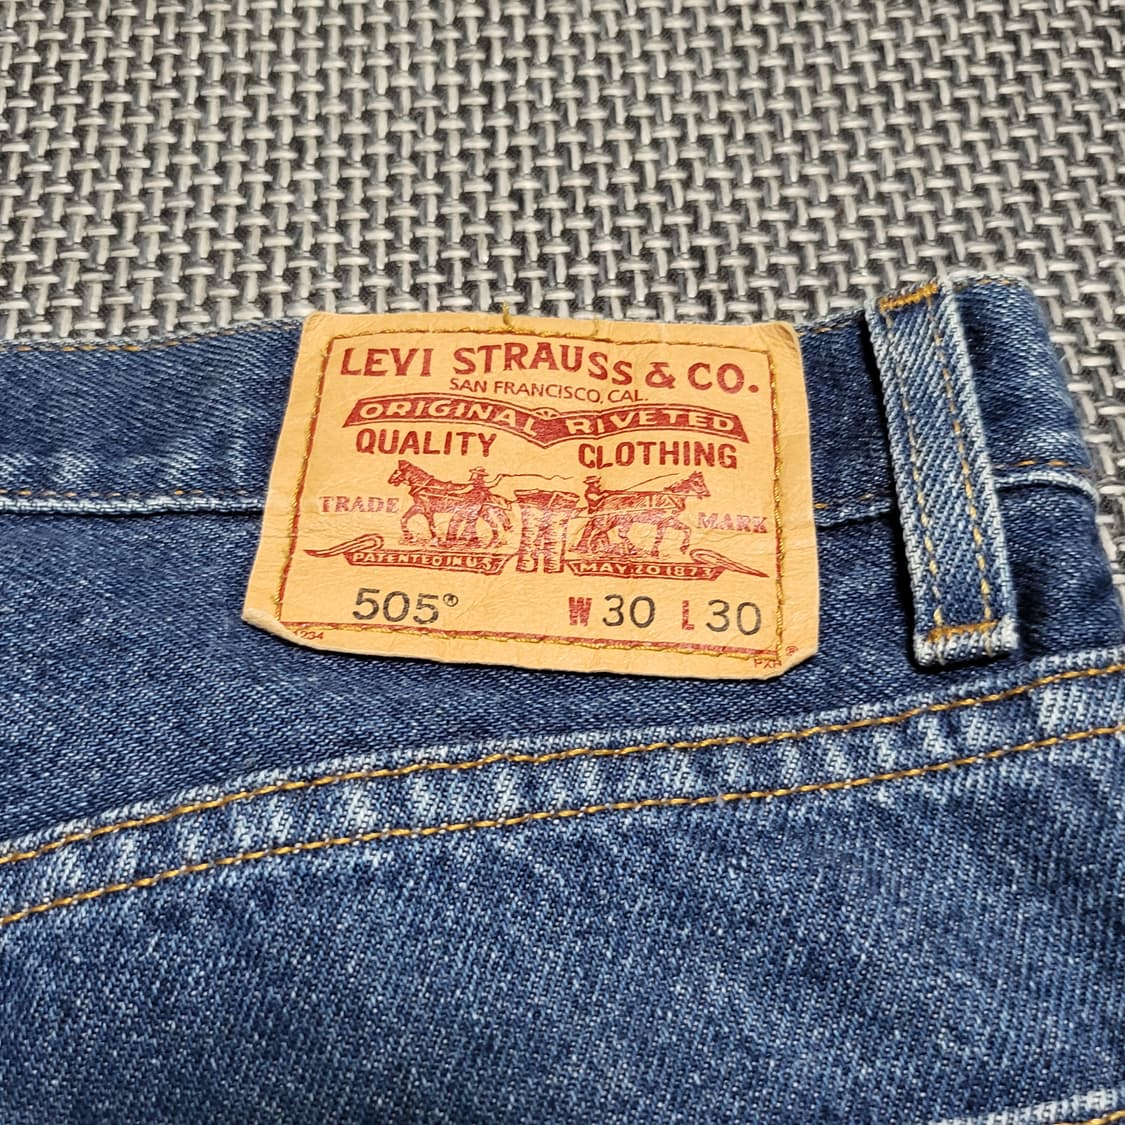 LEVI STRAUSS & CO.
SAN FRANCISCO, CAL.
ORIGINAL RIVETED
QUALITY CLOTHING
TRADE MARK
PATENTED IN U.S. MAY 20 1873
505® W 30 L 30
®